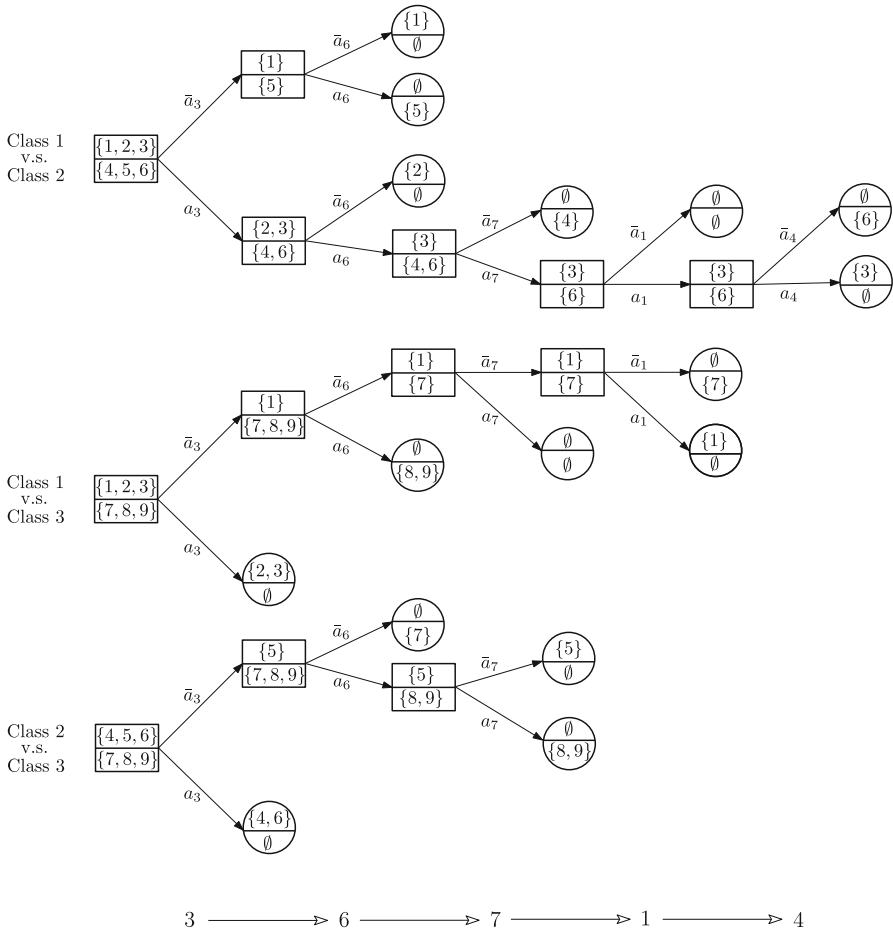 {1}
∅
ā₆
{1}
{5}
a₆
∅
{5}
ā₃
Class 1
v.s.
Class 2
{1, 2, 3}
{4, 5, 6}
a₃
ā₆
{2}
∅
{2, 3}
{4, 6}
a₆
{3}
{4, 6}
ā₇
∅
{4}
a₇
{3}
{6}
ā₁
∅
∅
a₁
{3}
{6}
ā₄
∅
{6}
a₄
{3}
∅
Class 1
v.s.
Class 3
{1, 2, 3}
{7, 8, 9}
ā₃
{1}
{7, 8, 9}
ā₆
{1}
{7}
ā₇
{1}
{7}
ā₁
∅
{7}
a₁
{1}
∅
a₇
∅
∅
a₆
∅
{8, 9}
a₃
{2, 3}
∅
Class 2
v.s.
Class 3
{4, 5, 6}
{7, 8, 9}
ā₃
{5}
{7, 8, 9}
ā₆
∅
{7}
a₆
{5}
{8, 9}
ā₇
{5}
∅
a₇
∅
{8, 9}
a₃
{4, 6}
∅
3 → 6 → 7 → 1 → 4